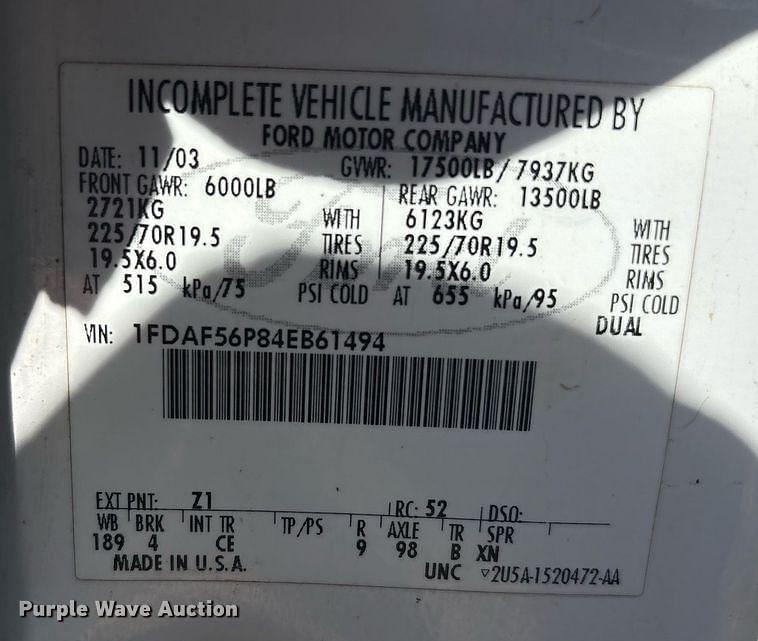 INCOMPLETE VEHICLE MANUFACTURED BY
FORD MOTOR COMPANY
DATE: 11/03 GVWR: 17500LB/ 7937KG
FRONT GAWR: 6000LB REAR GAWR: 13500LB
2721KG WITH 6123KG WITH
225/70R19.5 TIRES 225/70R19.5 TIRES
19.5X6.0 RIMS 19.5X6.0 RIMS
AT 515 kPa/75 PSI COLD AT 655 kPa/95 PSI COLD
DUAL
VIN: 1FDAF56P84EB61494
EXT PNT: Z1 RC: 52 DSO:
WB BRK INT TR TP/PS R AXLE TR SPR
189 4 CE 9 98 B XN
MADE IN U.S.A. UNC ▽2U5A-1520472-AA
Ford
Purple Wave Auction